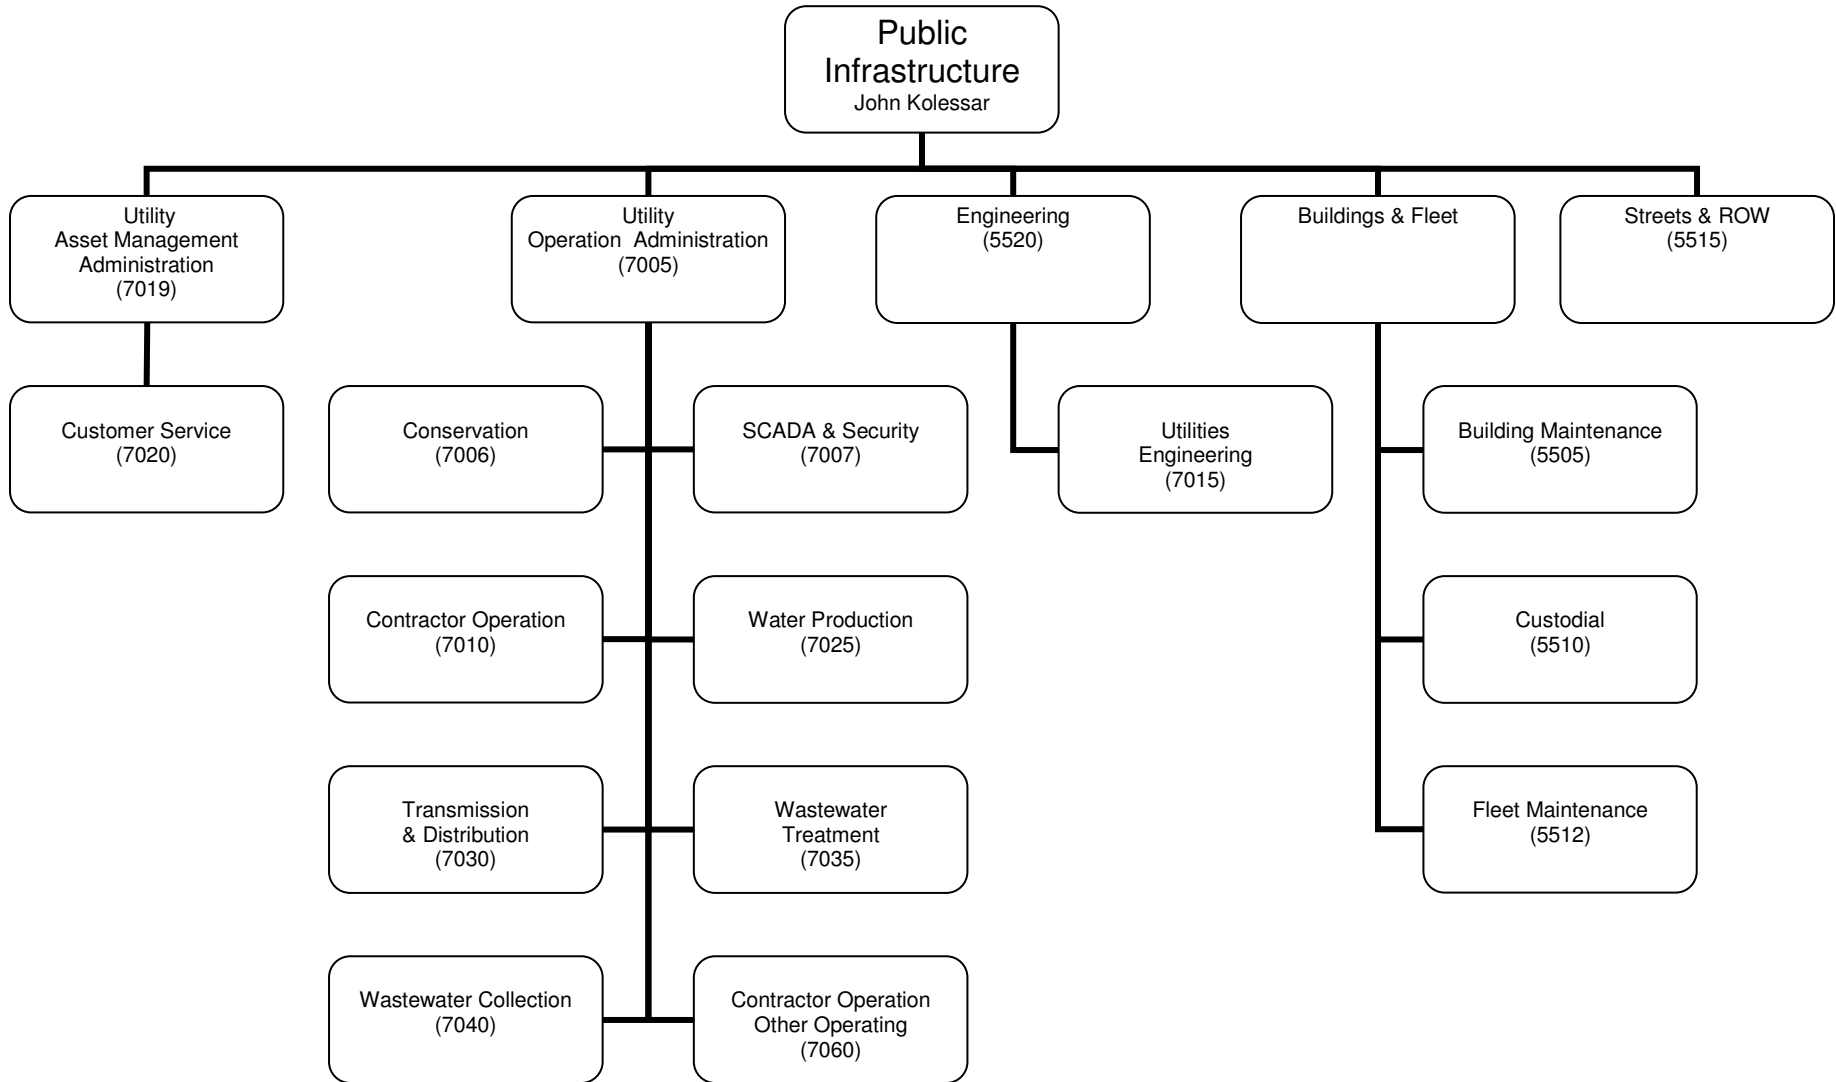 Public
Infrastructure
John Kolessar
Utility
Asset Management
Administration
(7019)
Utility
Operation  Administration
(7005)
Engineering
(5520)
Buildings & Fleet
Streets & ROW
(5515)
Customer Service
(7020)
Conservation
(7006)
SCADA & Security
(7007)
Utilities
Engineering
(7015)
Building Maintenance
(5505)
Contractor Operation
(7010)
Water Production
(7025)
Custodial
(5510)
Transmission
& Distribution
(7030)
Wastewater
Treatment
(7035)
Fleet Maintenance
(5512)
Wastewater Collection
(7040)
Contractor Operation
Other Operating
(7060)